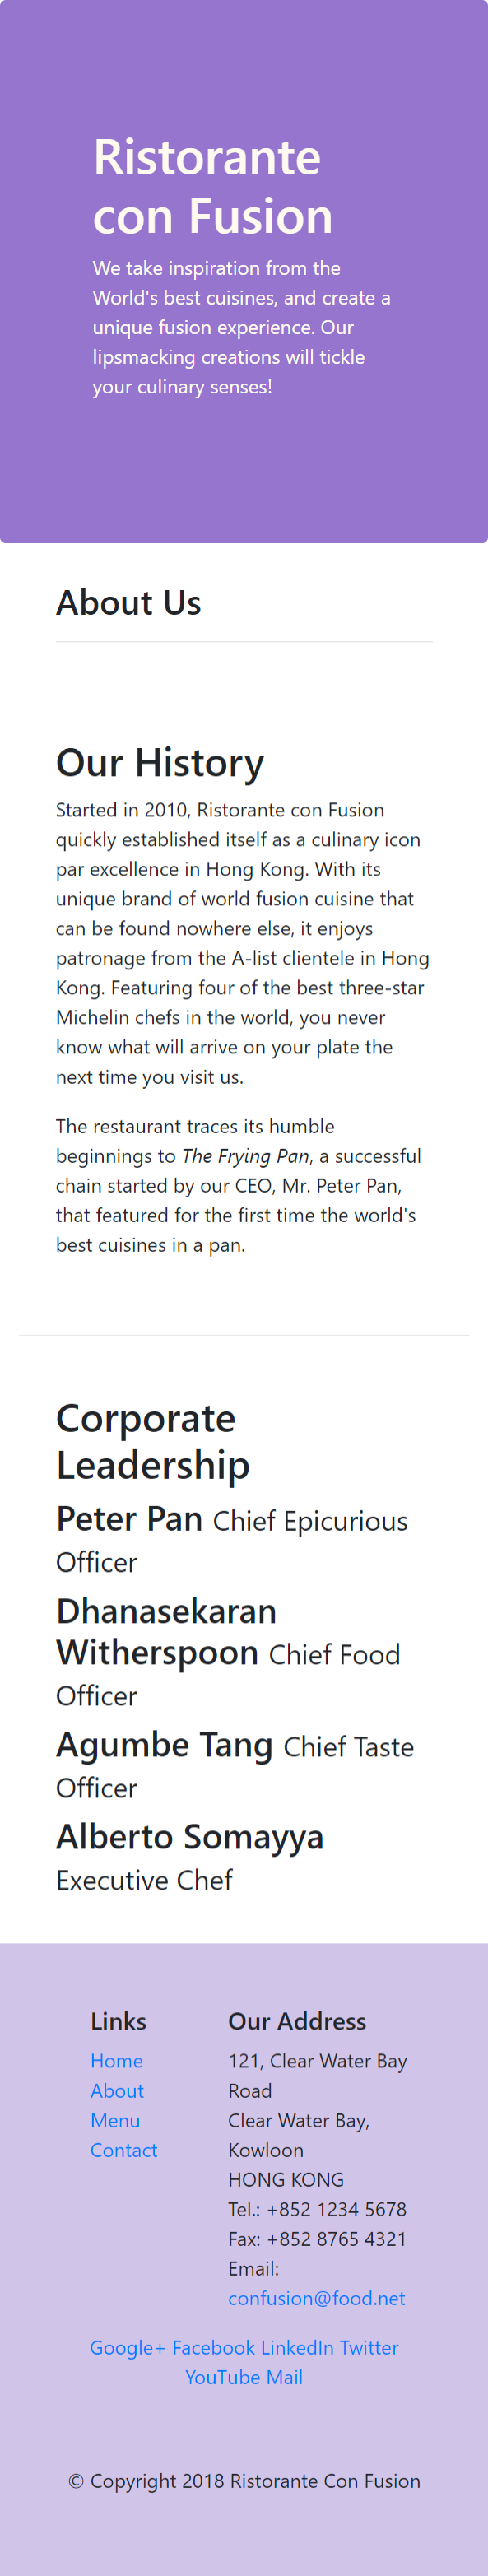 Ristorante
con Fusion
We take inspiration from the
World's best cuisines, and create a
unique fusion experience. Our
lipsmacking creations will tickle
your culinary senses!
About Us
Our History
Started in 2010, Ristorante con Fusion
quickly established itself as a culinary icon
par excellence in Hong Kong. With its
unique brand of world fusion cuisine that
can be found nowhere else, it enjoys
patronage from the A-list clientele in Hong
Kong. Featuring four of the best three-star
Michelin chefs in the world, you never
know what will arrive on your plate the
next time you visit us.
The restaurant traces its humble
beginnings to The Frying Pan, a successful
chain started by our CEO, Mr. Peter Pan,
that featured for the first time the world's
best cuisines in a pan.
Corporate
Leadership
Peter Pan Chief Epicurious
Officer
Dhanasekaran
Witherspoon Chief Food
Officer
Agumbe Tang Chief Taste
Officer
Alberto Somayya
Executive Chef
Links
Home
About
Menu
Contact
Our Address
121, Clear Water Bay
Road
Clear Water Bay,
Kowloon
HONG KONG
Tel.: +852 1234 5678
Fax: +852 8765 4321
Email:
confusion@food.net
Google+ Facebook LinkedIn Twitter
YouTube Mail
© Copyright 2018 Ristorante Con Fusion